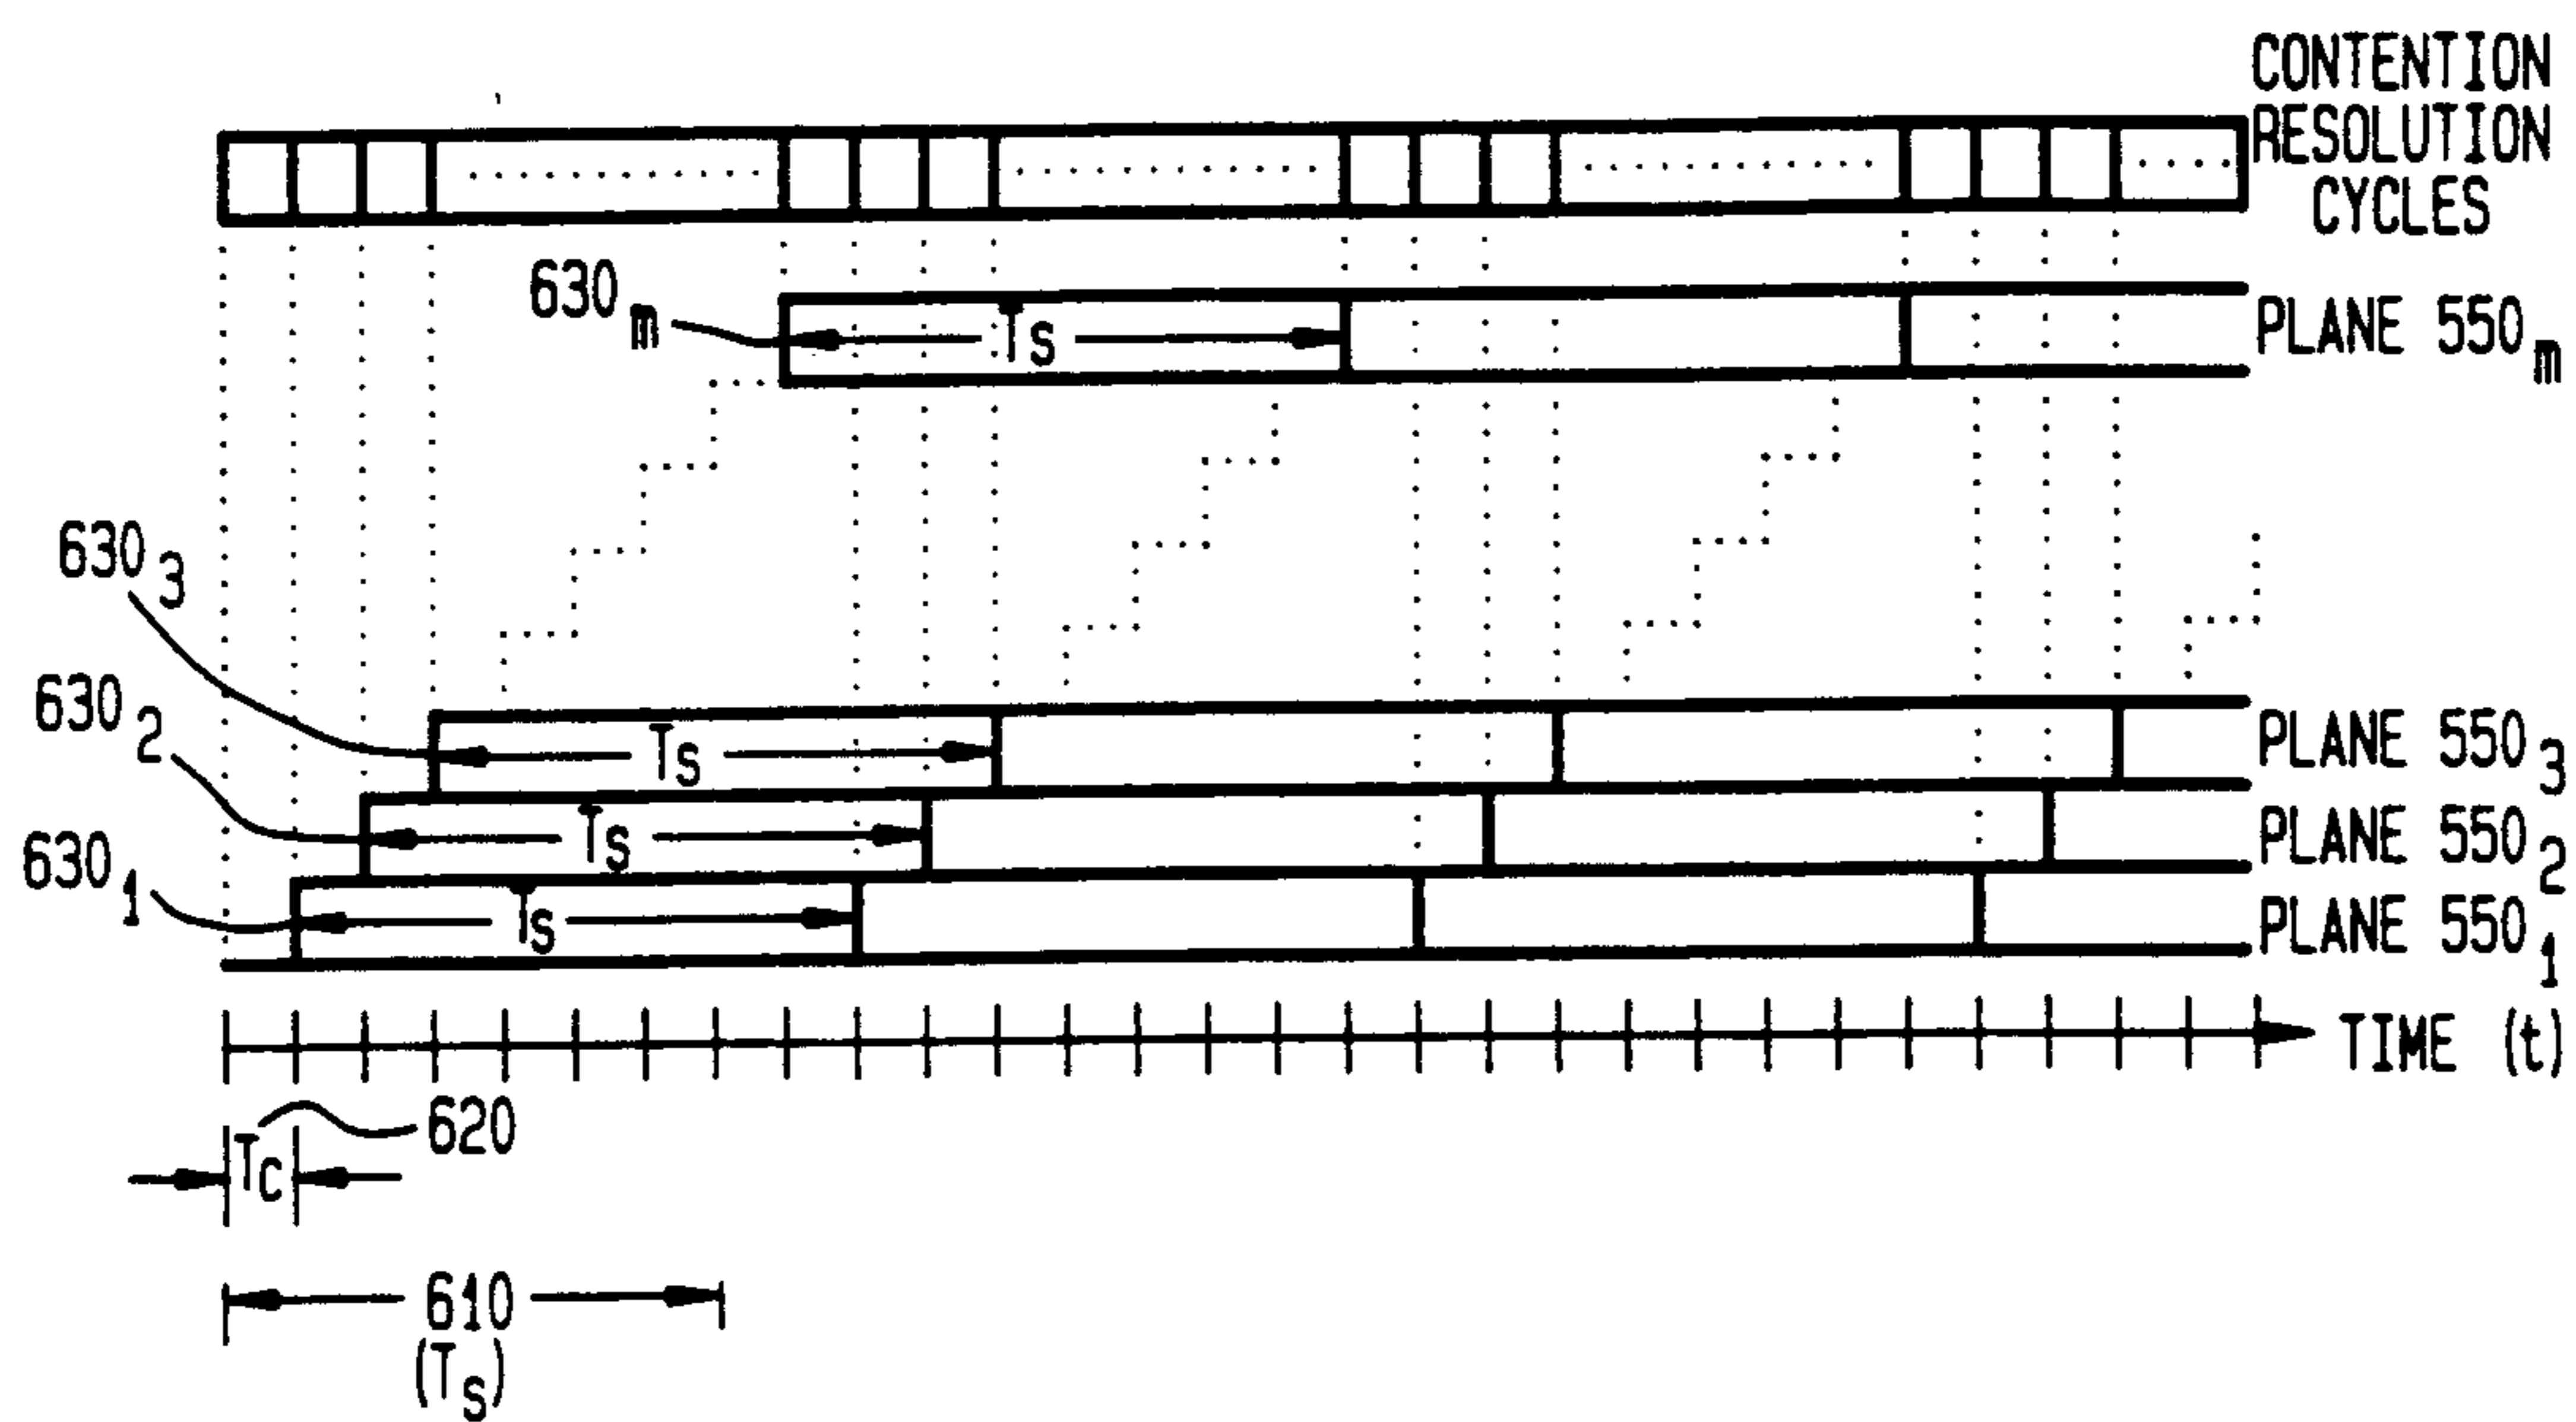 CONTENTION
RESOLUTION
CYCLES
630m
TS
PLANE 550m
6303
TS
PLANE 5503
6302
TS
PLANE 5502
6301
TS
PLANE 5501
TIME (t)
620
TC
610
(TS)